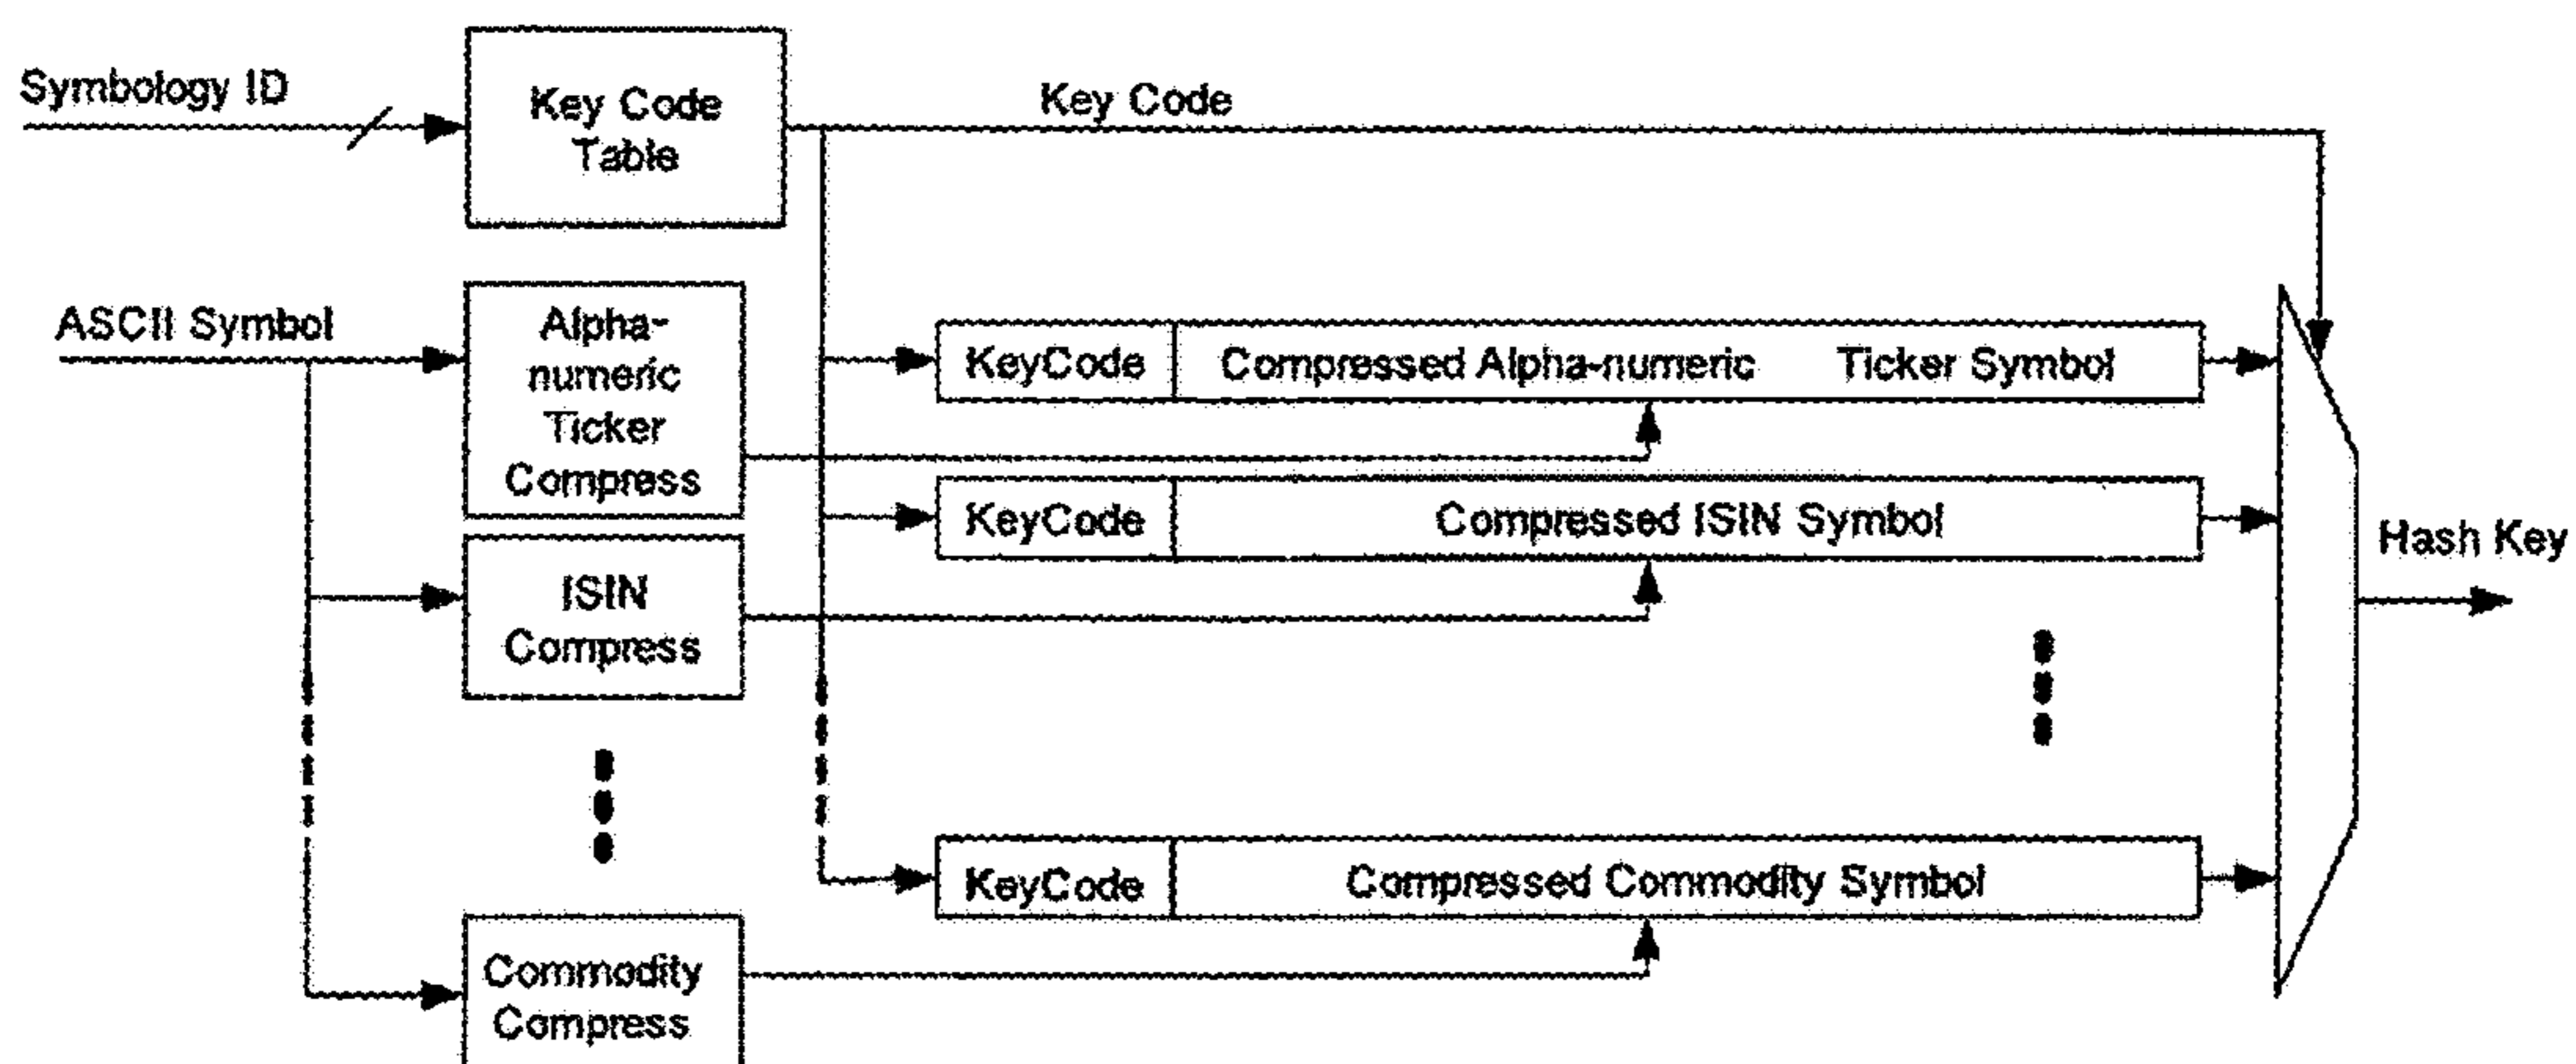 Symbology ID
Key Code
Table
Key Code
ASCII Symbol
Alpha-
numeric
Ticker
Compress
KeyCode
Compressed Alpha-numeric Ticker Symbol
KeyCode
Compressed ISIN Symbol
Hash Key
ISIN
Compress
KeyCode
Compressed Commodity Symbol
Commodity
Compress